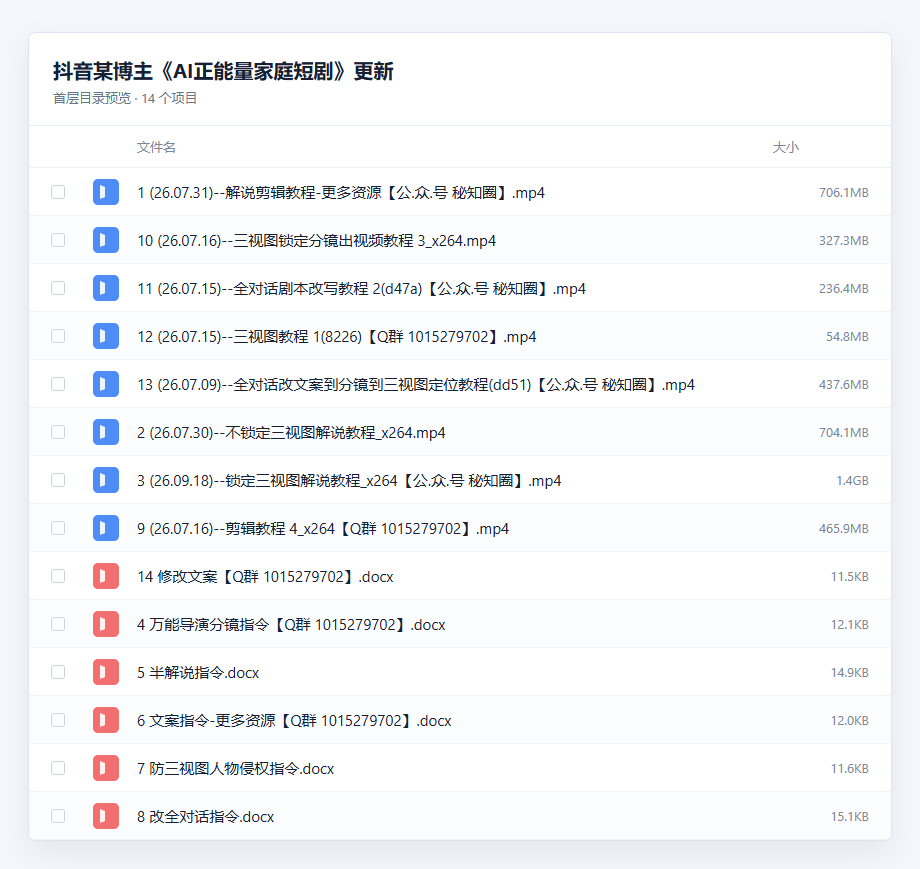 抖音某博主《AI正能量家庭短剧》更新
首层目录预览 · 14 个项目
文件名 大小
1 (26.07.31)--解说剪辑教程-更多资源【公.众.号 秘知圈】.mp4 706.1MB
10 (26.07.16)--三视图锁定分镜出视频教程 3_x264.mp4 327.3MB
11 (26.07.15)--全对话剧本改写教程 2(d47a)【公.众.号 秘知圈】.mp4 236.4MB
12 (26.07.15)--三视图教程 1(8226)【Q群 1015279702】.mp4 54.8MB
13 (26.07.09)--全对话改文案到分镜到三视图定位教程(dd51)【公.众.号 秘知圈】.mp4 437.6MB
2 (26.07.30)--不锁定三视图解说教程_x264.mp4 704.1MB
3 (26.09.18)--锁定三视图解说教程_x264【公.众.号 秘知圈】.mp4 1.4GB
9 (26.07.16)--剪辑教程 4_x264【Q群 1015279702】.mp4 465.9MB
14 修改文案【Q群 1015279702】.docx 11.5KB
4 万能导演分镜指令【Q群 1015279702】.docx 12.1KB
5 半解说指令.docx 14.9KB
6 文案指令-更多资源【Q群 1015279702】.docx 12.0KB
7 防三视图人物侵权指令.docx 11.6KB
8 改全对话指令.docx 15.1KB